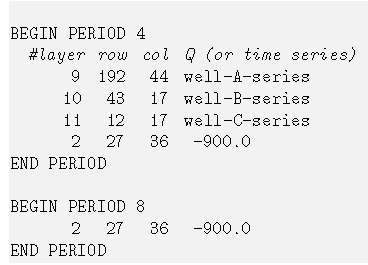 BEGIN PERIOD 4
#layer row col Q (or time series)
9 192 44 well-A-series
10 43 17 well-B-series
11 12 17 well-C-series
2 27 36 -900.0
END PERIOD
BEGIN PERIOD 8
2 27 36 -900.0
END PERIOD